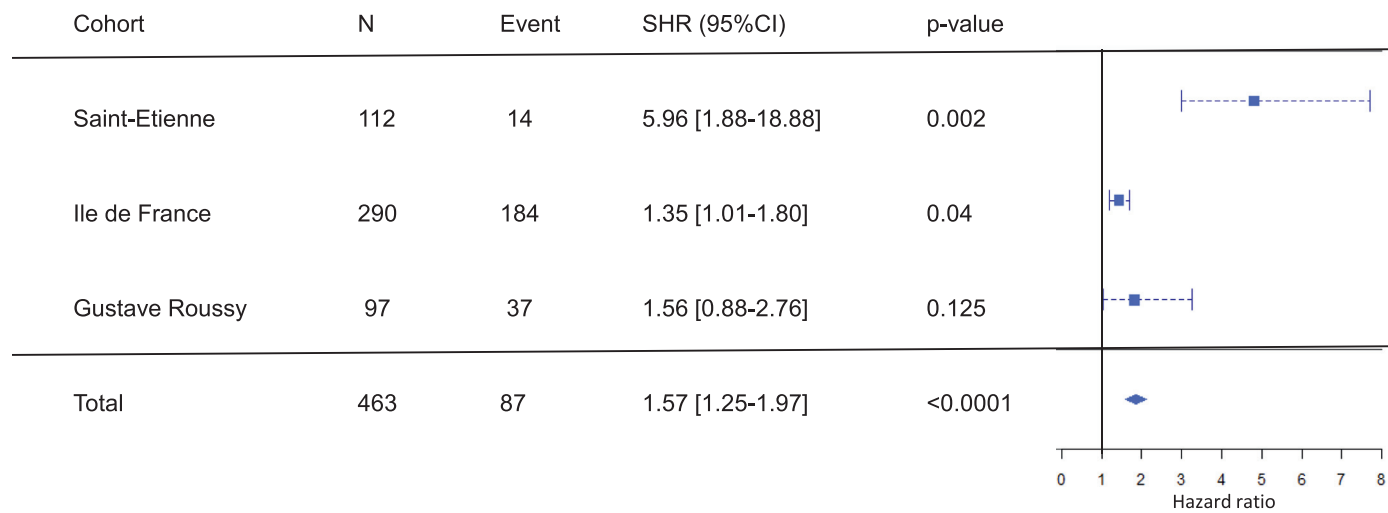 Cohort N Event SHR (95%CI) p-value
Saint-Etienne 112 14 5.96 [1.88-18.88] 0.002
Ile de France 290 184 1.35 [1.01-1.80] 0.04
Gustave Roussy 97 37 1.56 [0.88-2.76] 0.125
Total 463 87 1.57 [1.25-1.97] <0.0001
0 1 2 3 4 5 6 7 8
Hazard ratio